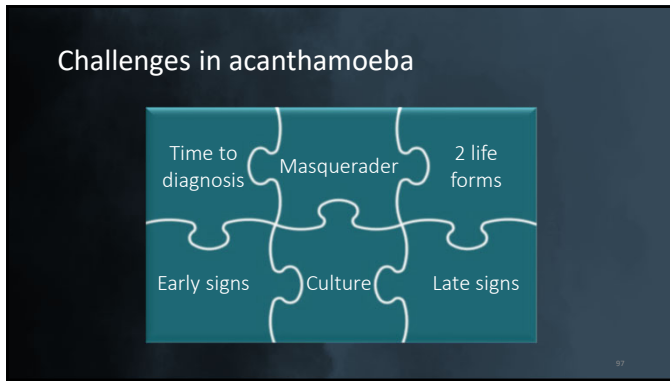 Challenges in acanthamoeba
Time to
diagnosis
Masquerader
2 life
forms
Early signs
Culture
Late signs
97